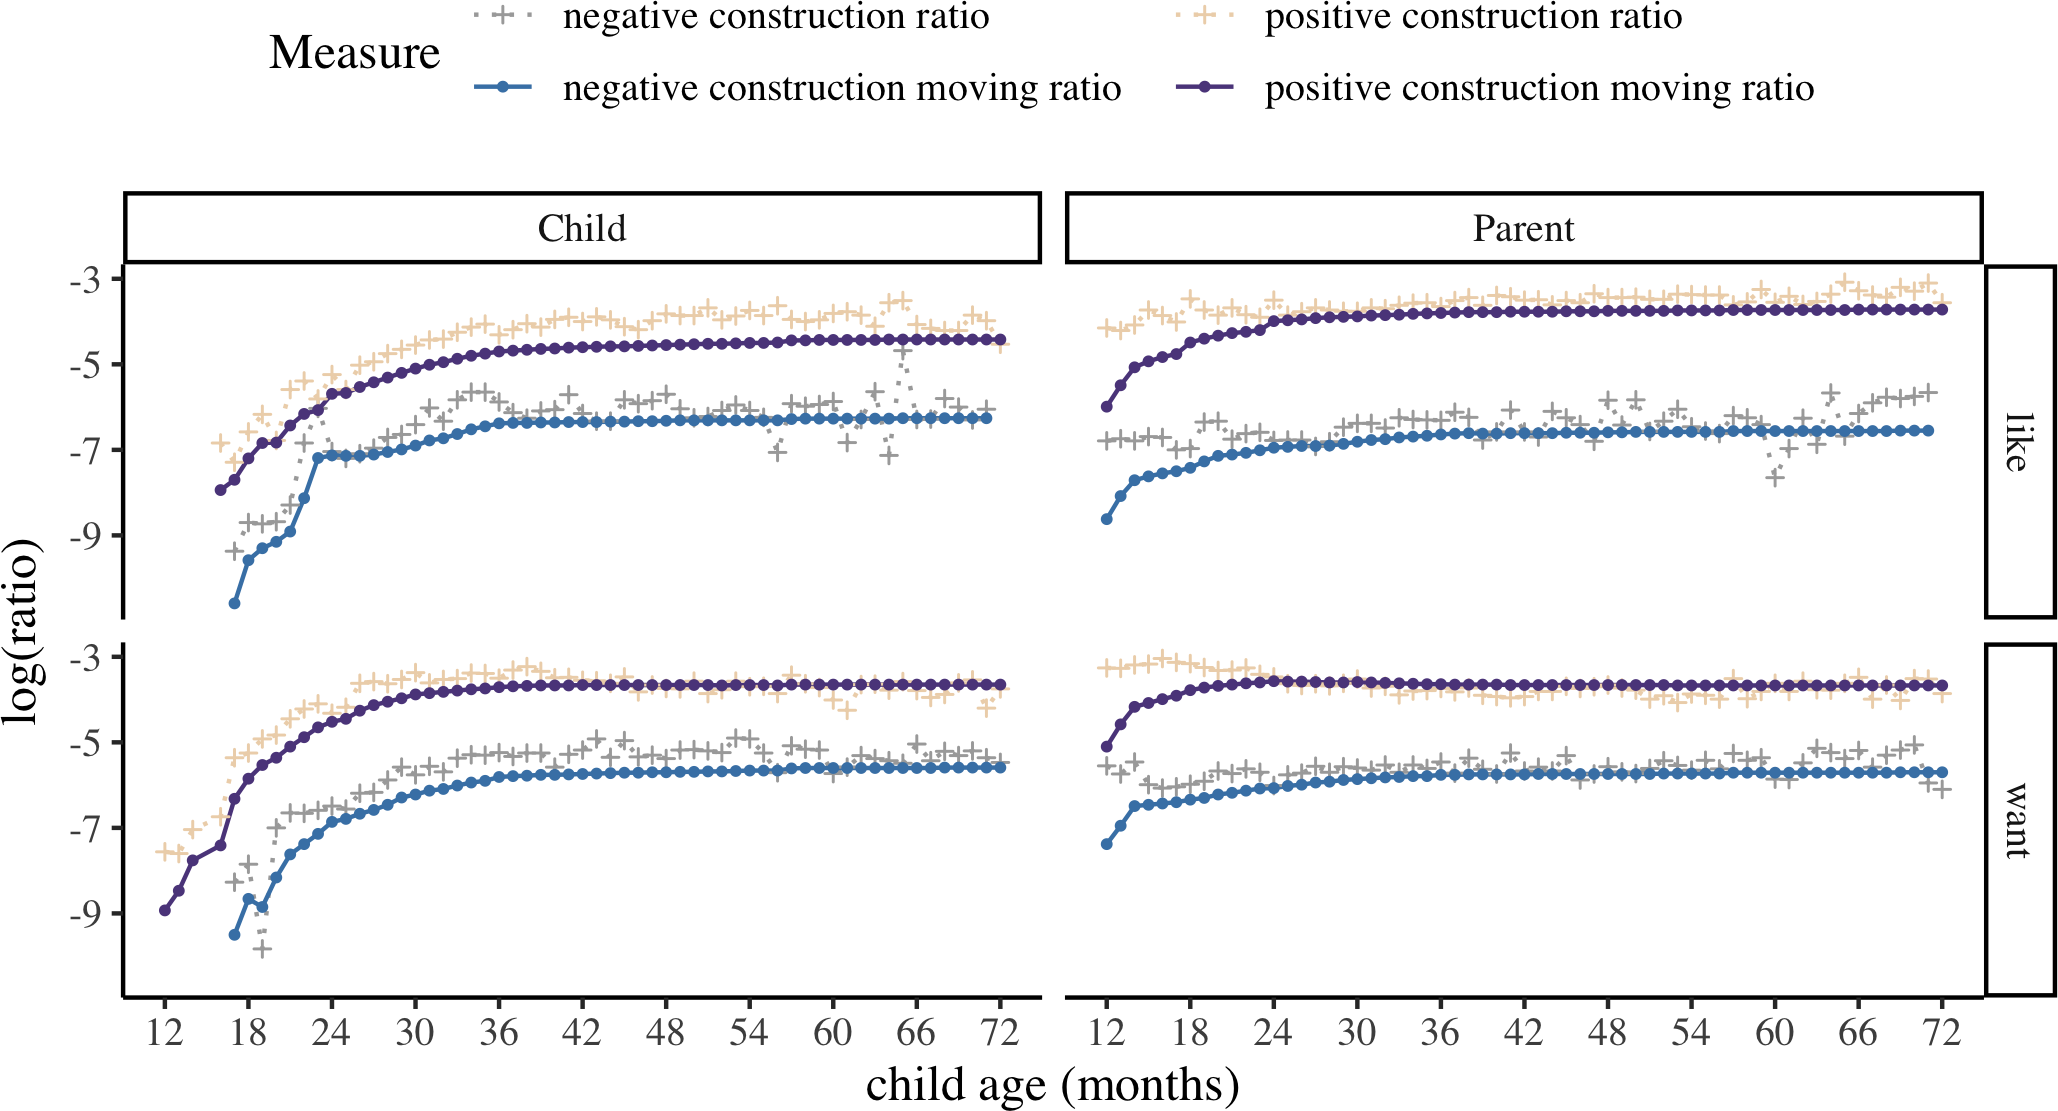 Measure
negative construction ratio
positive construction ratio
negative construction moving ratio
positive construction moving ratio
Child
Parent
-3
-5
-7
-9
like
-3
-5
-7
-9
want
log(ratio)
12 18 24 30 36 42 48 54 60 66 72
12 18 24 30 36 42 48 54 60 66 72
child age (months)